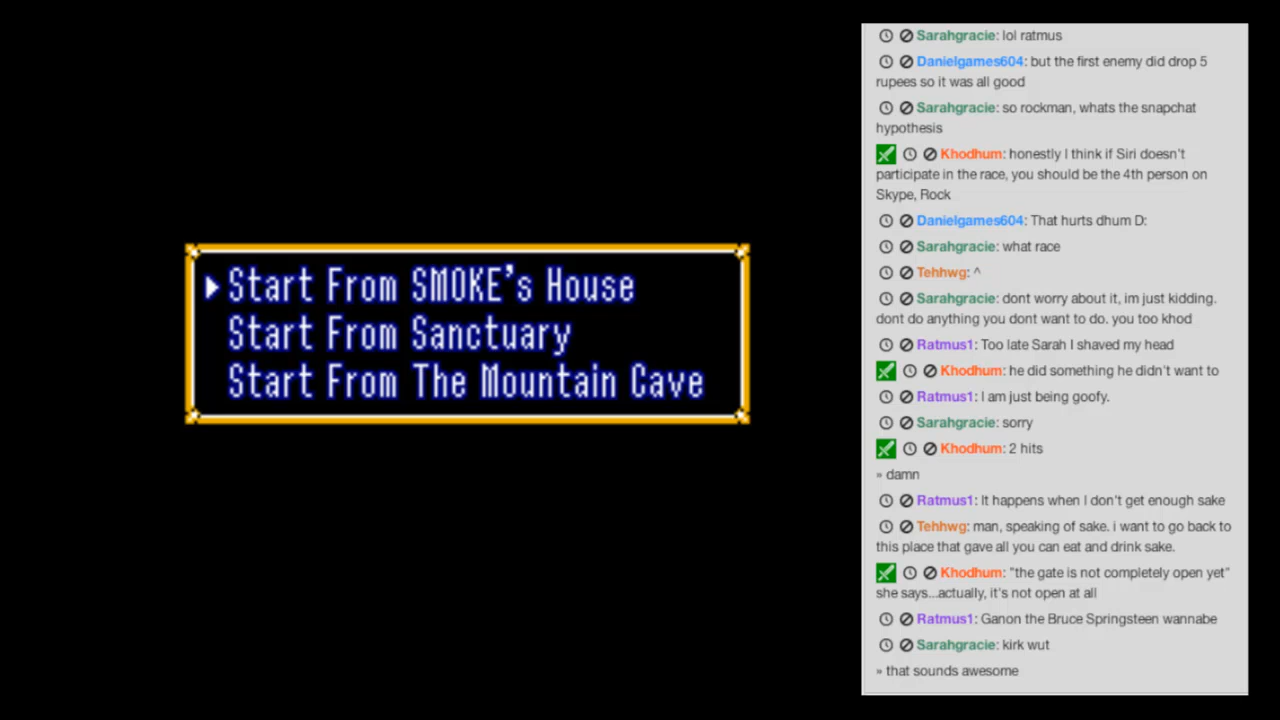 Start From SMOKE's House
Start From Sanctuary
Start From The Mountain Cave
Sarahgracie: lol ratmus
Danielgames604: but the first enemy did drop 5
rupees so it was all good
Sarahgracie: so rockman, whats the snapchat
hypothesis
Khodhum: honestly I think if Siri doesn't
participate in the race, you should be the 4th person on
Skype, Rock
Danielgames604: That hurts dhum D:
Sarahgracie: what race
Tehhwg: ^
Sarahgracie: dont worry about it, im just kidding.
dont do anything you dont want to do. you too khod
Ratmus1: Too late Sarah I shaved my head
Khodhum: he did something he didn't want to
Ratmus1: I am just being goofy.
Sarahgracie: sorry
Khodhum: 2 hits
» damn
Ratmus1: It happens when I don't get enough sake
Tehhwg: man, speaking of sake. i want to go back to
this place that gave all you can eat and drink sake.
Khodhum: "the gate is not completely open yet"
she says...actually, it's not open at all
Ratmus1: Ganon the Bruce Springsteen wannabe
Sarahgracie: kirk wut
» that sounds awesome